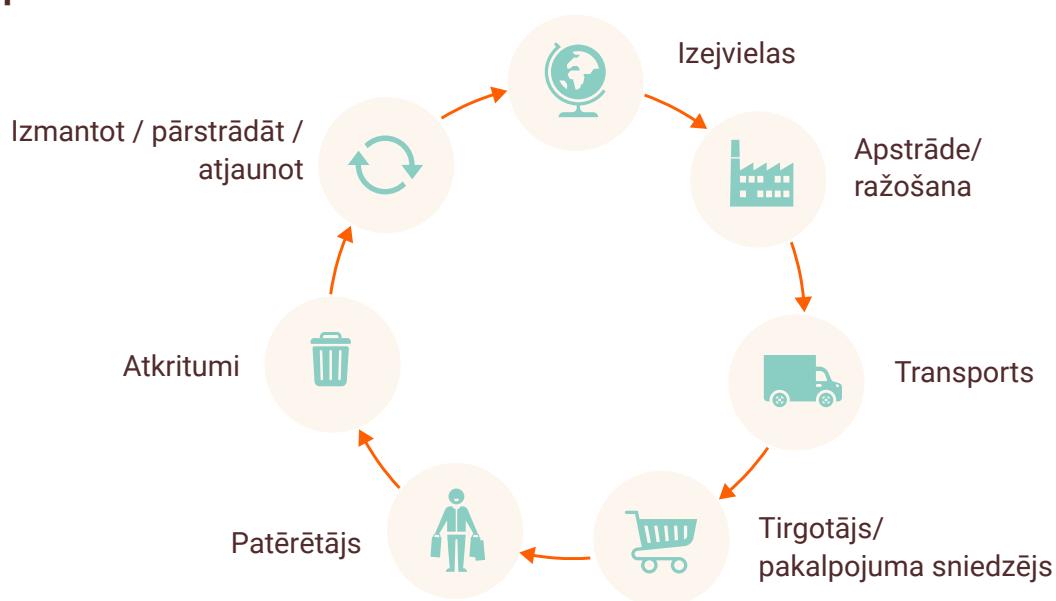 Izejvielas
Apstrāde/
ražošana
Transports
Tirgotājs/
pakalpojuma sniedzējs
Patērētājs
Atkritumi
Izmantot / pārstrādāt /
atjaunot